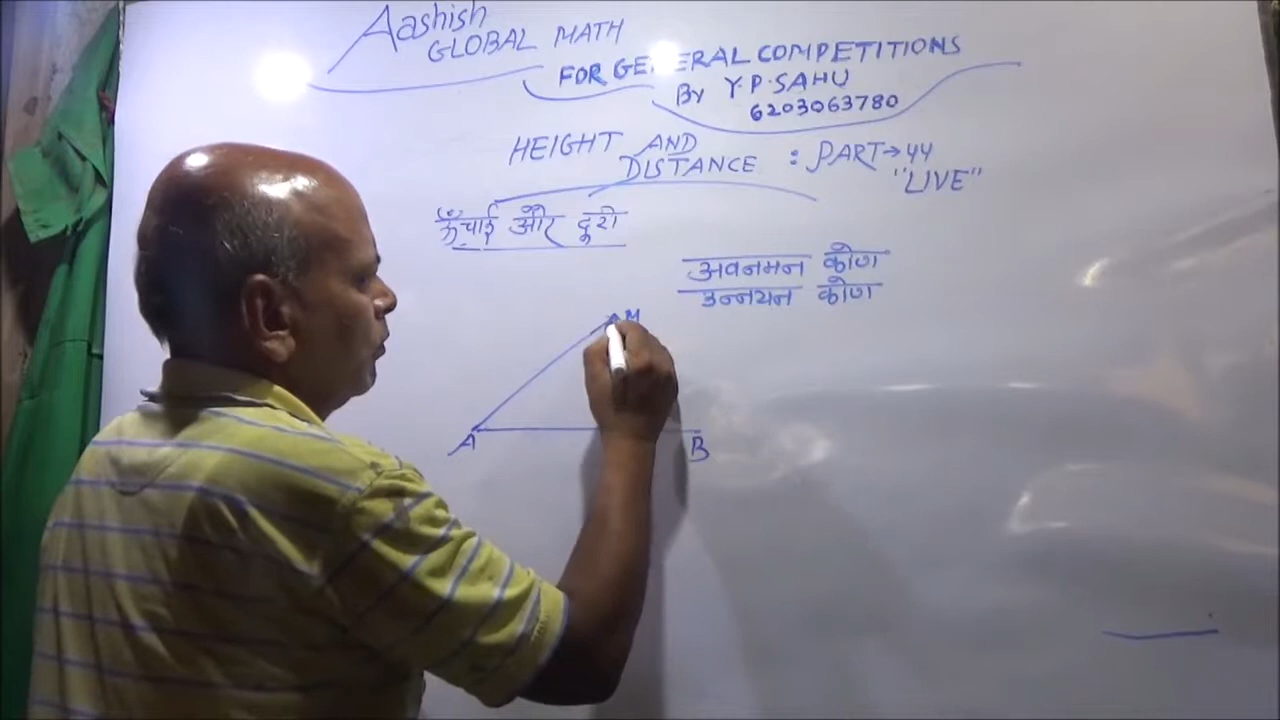 Aashish
GLOBAL MATH
FOR GENERAL COMPETITIONS
By Y.P.SAHU
6203063780
HEIGHT AND
DISTANCE : PART→44
"LIVE"
ऊँचाई और दूरी
अवनमन कोण
उन्नयन कोण
M
A B